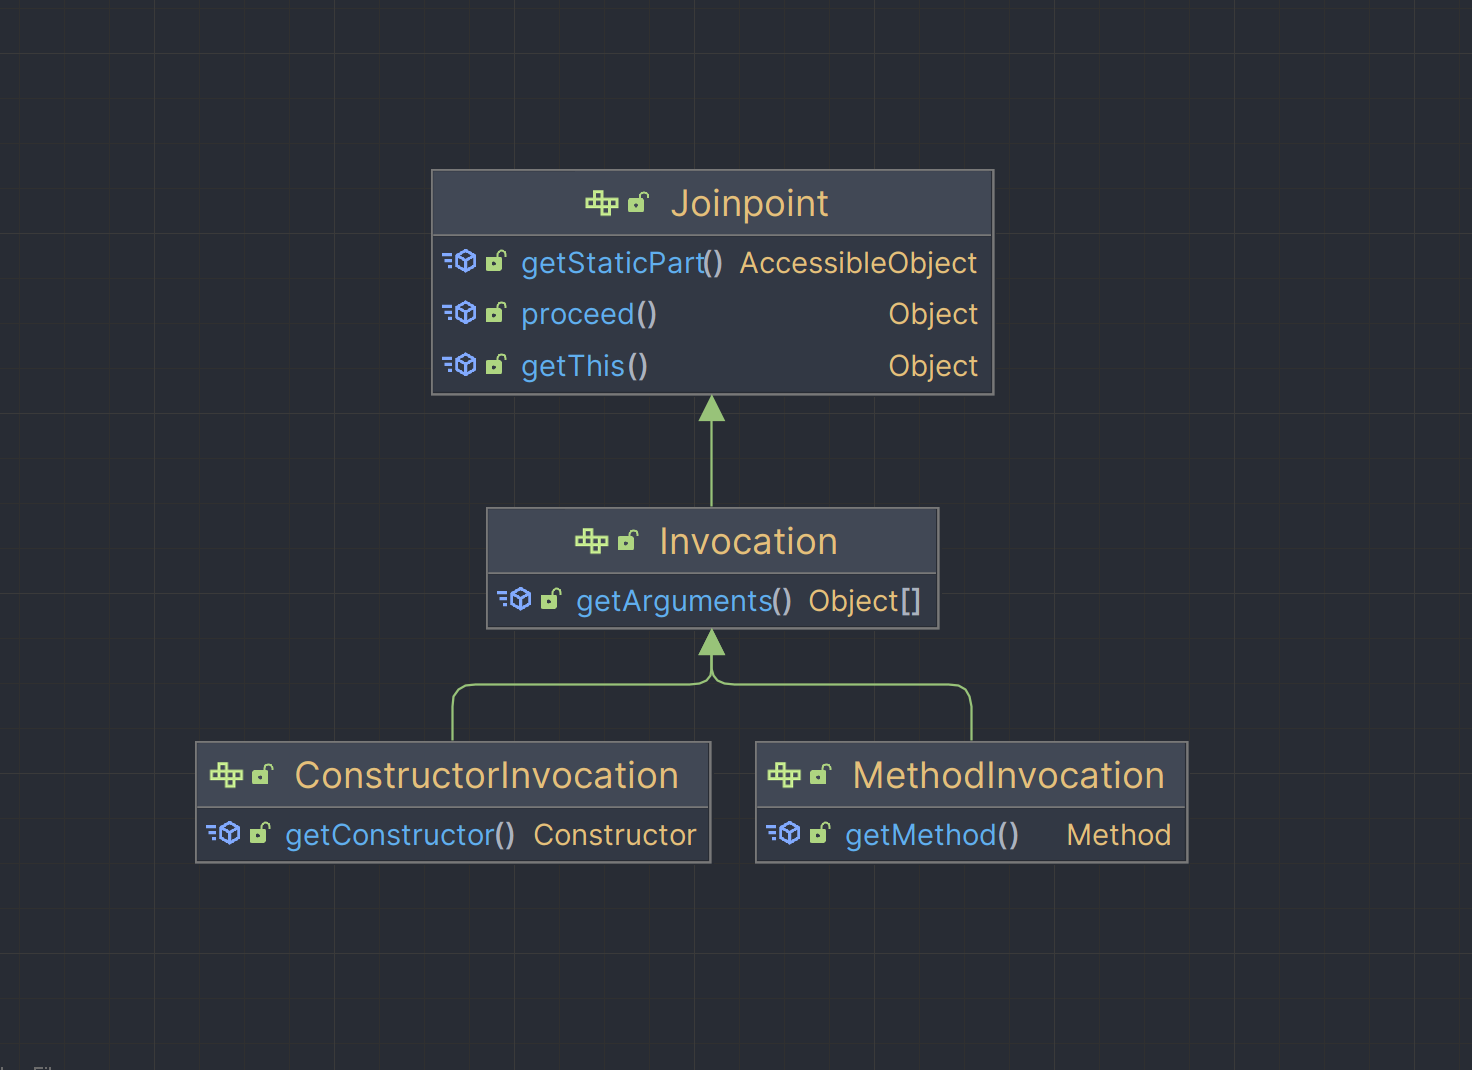 Joinpoint
getStaticPart() AccessibleObject
proceed() Object
getThis() Object
Invocation
getArguments() Object[]
ConstructorInvocation
getConstructor() Constructor
MethodInvocation
getMethod() Method